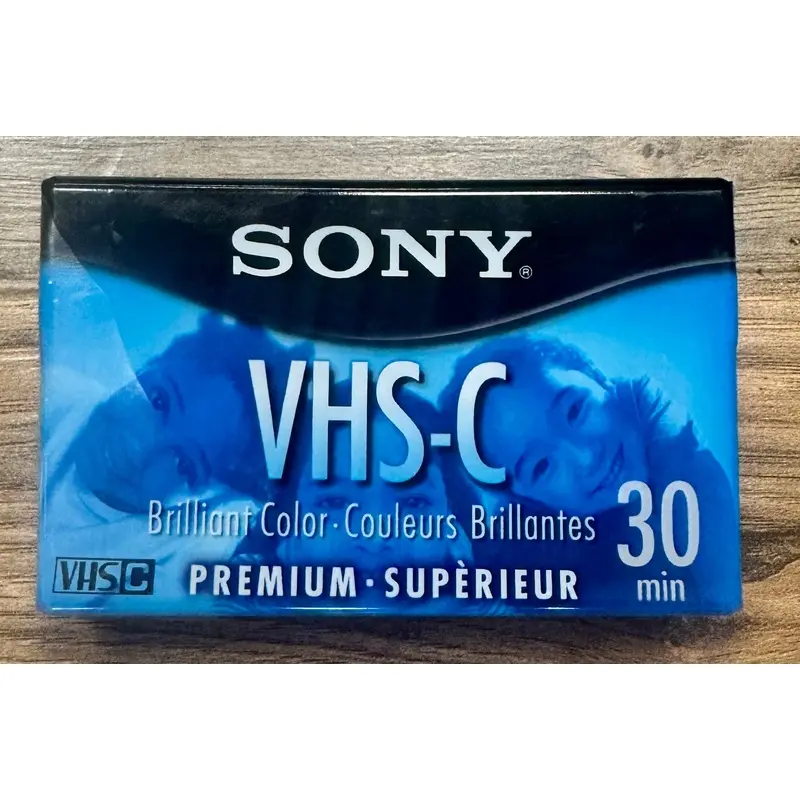 SONY®
VHS-C
Brilliant Color·Couleurs Brillantes
30
min
VHS C
PREMIUM·SUPÈRIEUR